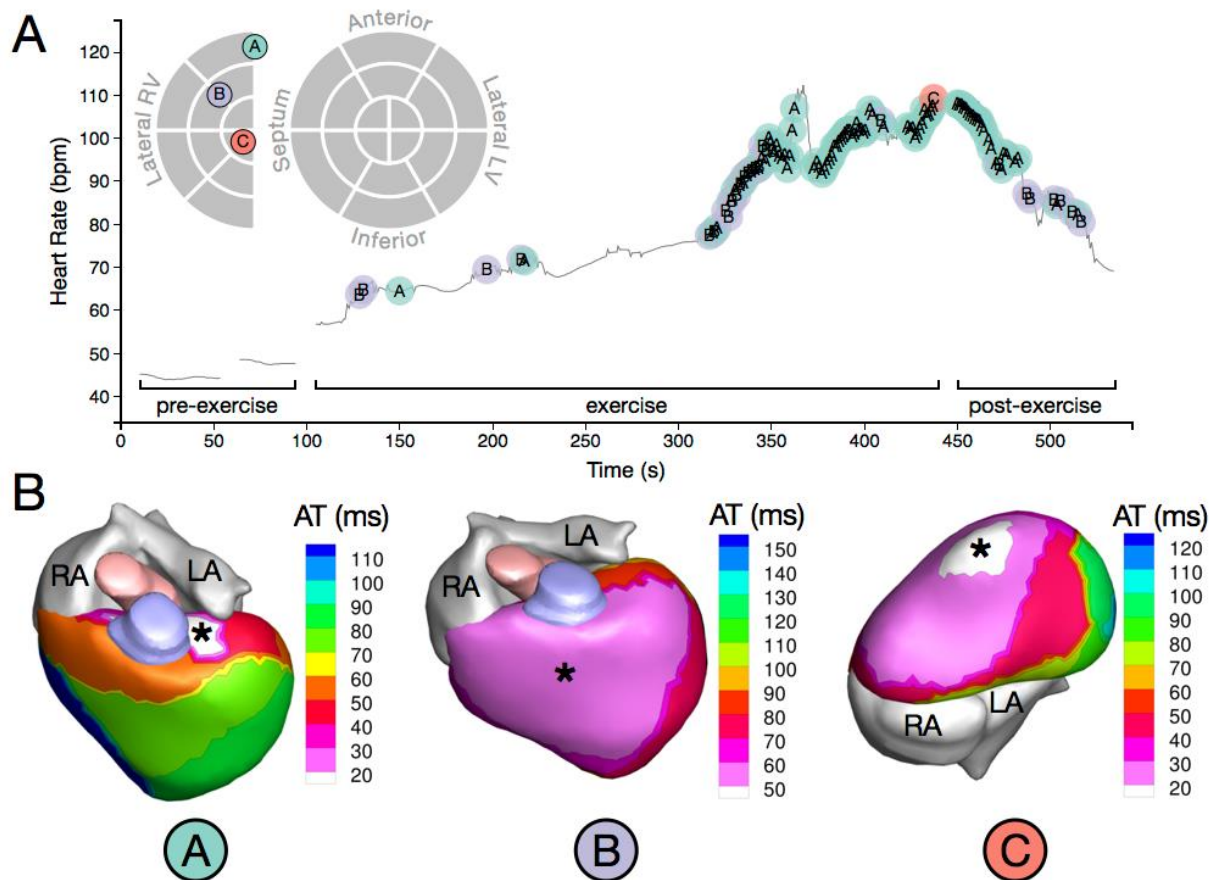 A
Heart Rate (bpm)
120
110
100
90
80
70
60
50
40
Lateral RV
A
B
C
Anterior
Septum
Lateral LV
Inferior
B
B
A
B
B
A
C
pre-exercise
exercise
post-exercise
0
50
100
150
200
250
300
350
400
450
500
Time (s)
B
RA
LA
*
AT (ms)
110
100
90
80
70
60
50
40
30
20
A
RA
LA
*
AT (ms)
150
140
130
120
110
100
90
80
70
60
50
B
*
RA
LA
AT (ms)
120
110
100
90
80
70
60
50
40
30
20
C